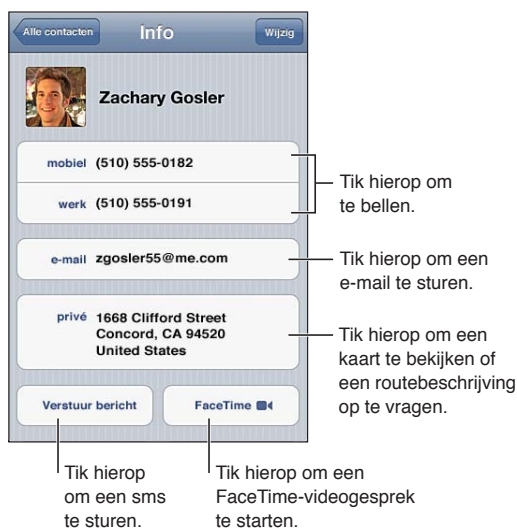 Alle contacten
Info
Wijzig
Zachary Gosler
mobiel (510) 555-0182
werk (510) 555-0191
Tik hierop om
te bellen.
e-mail zgosler55@me.com
Tik hierop om een
e-mail te sturen.
privé 1668 Clifford Street
Concord, CA 94520
United States
Tik hierop om een
kaart te bekijken of
een routebeschrijving
op te vragen.
Verstuur bericht
FaceTime
Tik hierop
om een sms
te sturen.
Tik hierop om een
FaceTime-videogesprek
te starten.